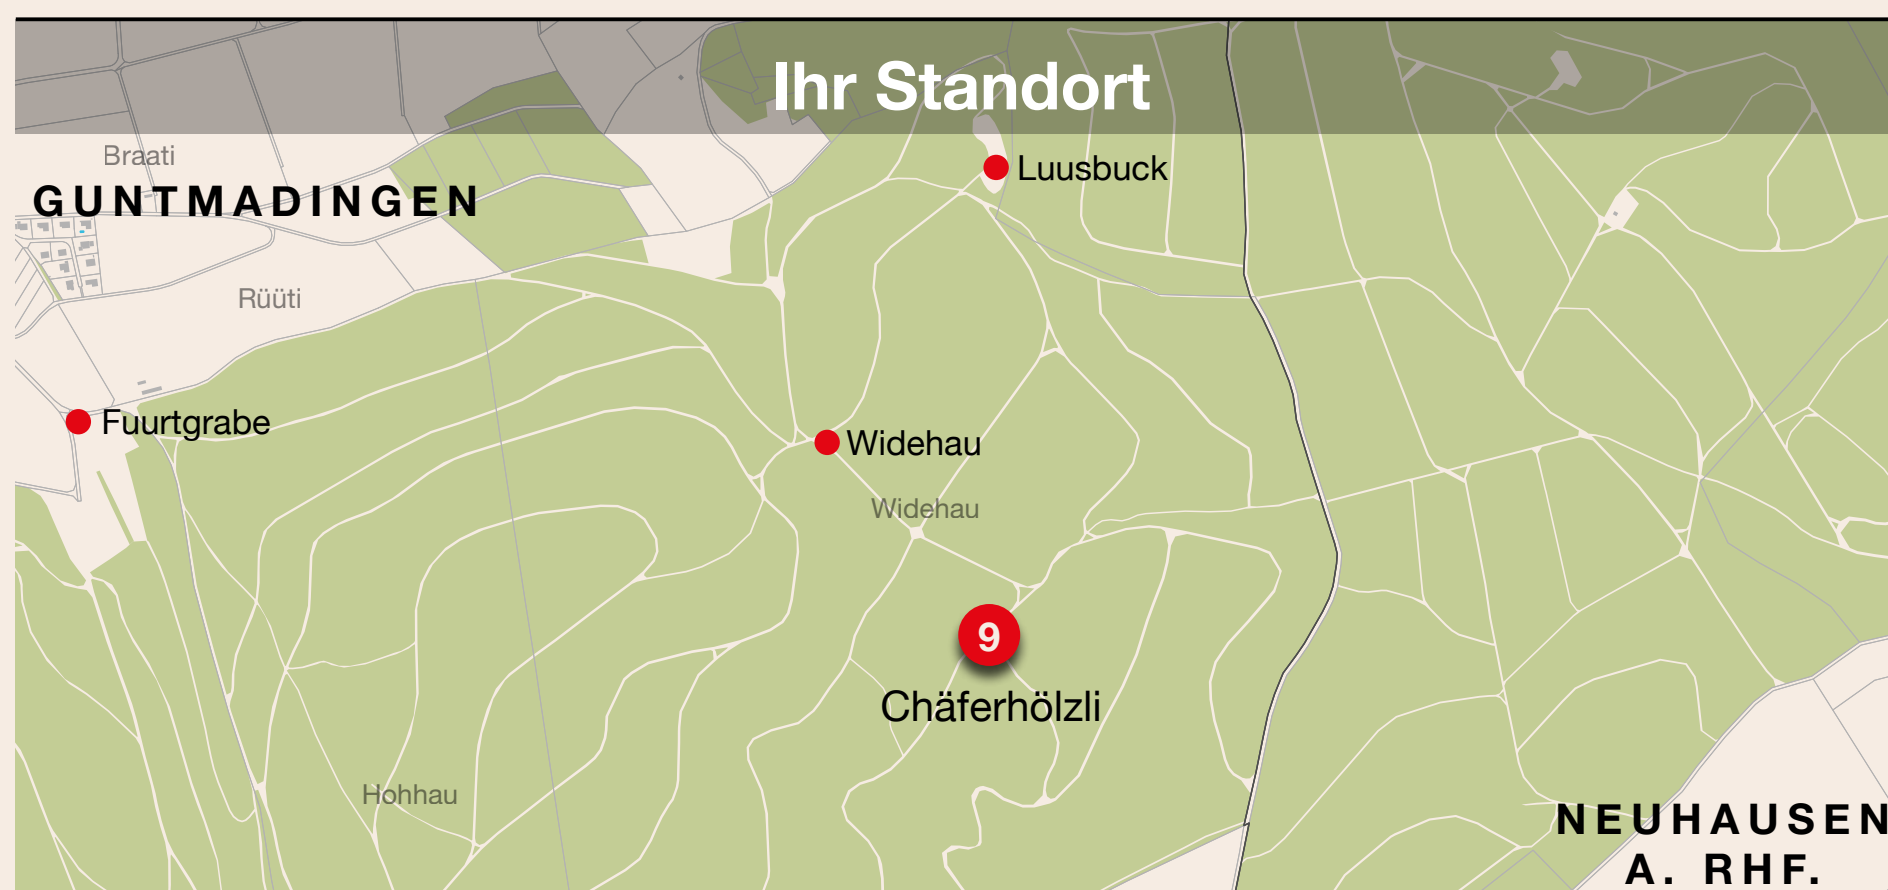 Ihr Standort
Braati
Luusbuck
GUNTMADINGEN
Rüüti
Fuurtgrabe
Widehau
Widehau
9
Chäferhölzli
Hohhau
NEUHAUSEN
A. RHF.